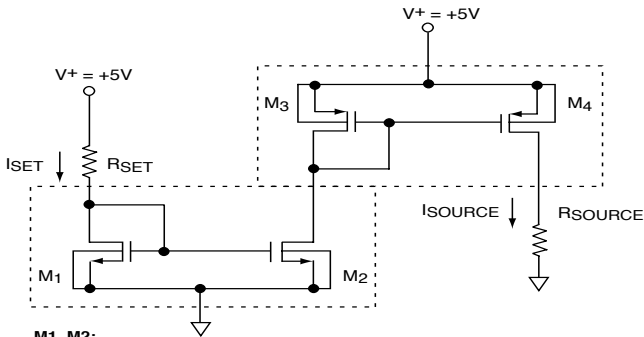 V+ = +5V
V+ = +5V
M3
M4
ISET
RSET
ISOURCE
RSOURCE
M1
M2
M1, M2: